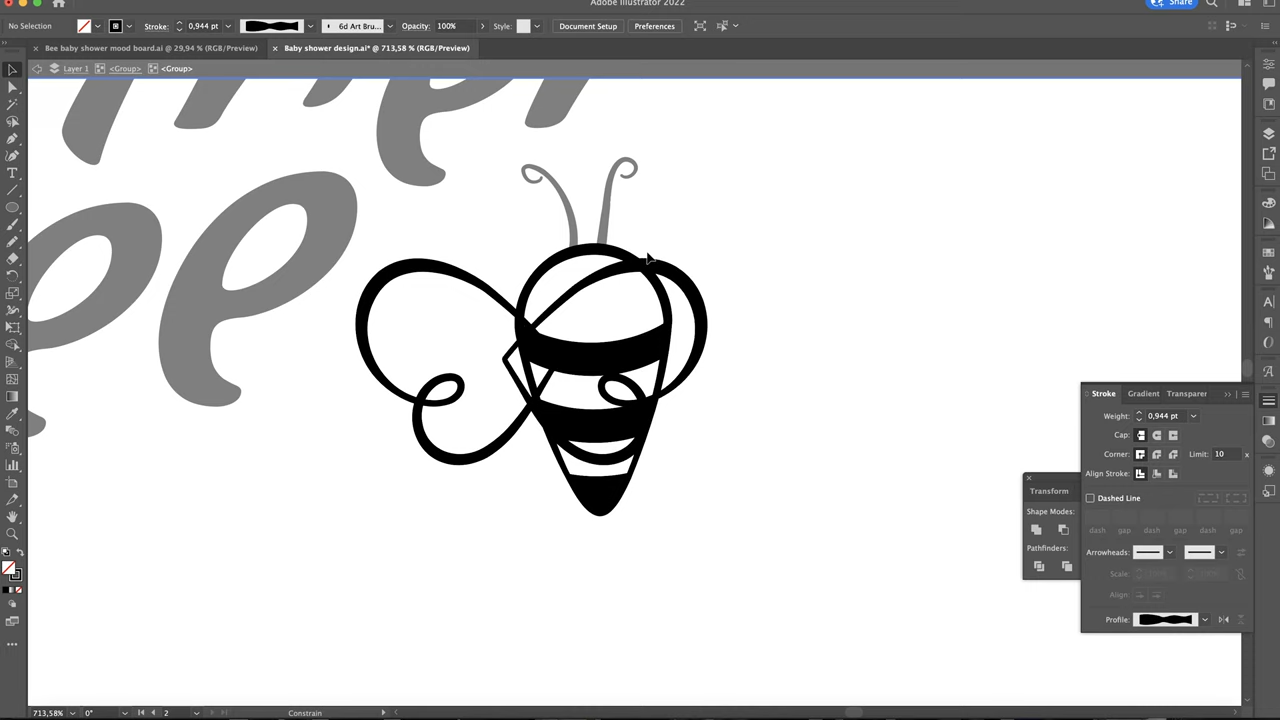 Adobe Illustrator 2022
Share
No Selection
Stroke: 0,944 pt
6d Art Bru...
Opacity: 100%
Style:
Document Setup
Preferences
× Bee baby shower mood board.ai @ 29,94 % (RGB/Preview)
× Baby shower design.ai* @ 713,58 % (RGB/Preview)
Layer 1 <Group> <Group>
Stroke Gradient Transparer
Weight: 0,944 pt
Cap:
Corner: Limit: 10 x
Align Stroke:
Dashed Line
dash gap dash gap dash gap
Arrowheads:
Scale:
Align:
Profile:
Transform
Shape Modes:
Pathfinders:
713,58% 0° 2 Constrain